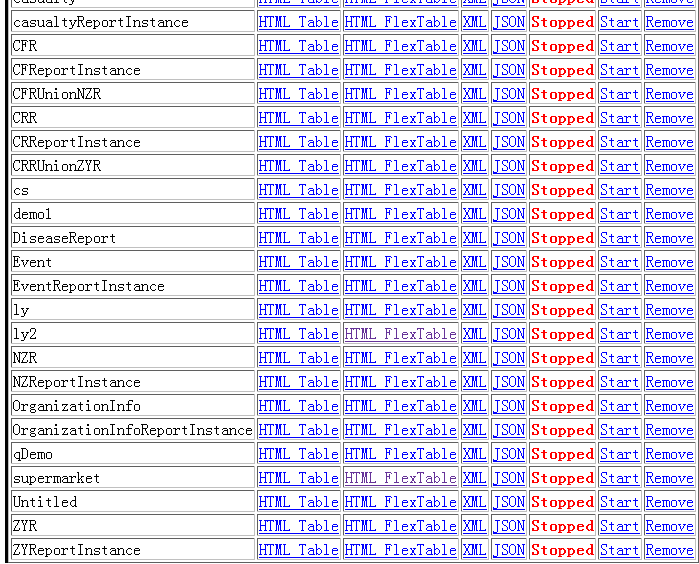 casualty HTML Table HTML FlexTable XML JSON Stopped Start Remove
casualtyReportInstance HTML Table HTML FlexTable XML JSON Stopped Start Remove
CFR HTML Table HTML FlexTable XML JSON Stopped Start Remove
CFReportInstance HTML Table HTML FlexTable XML JSON Stopped Start Remove
CFRUnionNZR HTML Table HTML FlexTable XML JSON Stopped Start Remove
CRR HTML Table HTML FlexTable XML JSON Stopped Start Remove
CRReportInstance HTML Table HTML FlexTable XML JSON Stopped Start Remove
CRRUnionZYR HTML Table HTML FlexTable XML JSON Stopped Start Remove
cs HTML Table HTML FlexTable XML JSON Stopped Start Remove
demo1 HTML Table HTML FlexTable XML JSON Stopped Start Remove
DiseaseReport HTML Table HTML FlexTable XML JSON Stopped Start Remove
Event HTML Table HTML FlexTable XML JSON Stopped Start Remove
EventReportInstance HTML Table HTML FlexTable XML JSON Stopped Start Remove
ly HTML Table HTML FlexTable XML JSON Stopped Start Remove
ly2 HTML Table HTML FlexTable XML JSON Stopped Start Remove
NZR HTML Table HTML FlexTable XML JSON Stopped Start Remove
NZReportInstance HTML Table HTML FlexTable XML JSON Stopped Start Remove
OrganizationInfo HTML Table HTML FlexTable XML JSON Stopped Start Remove
OrganizationInfoReportInstance HTML Table HTML FlexTable XML JSON Stopped Start Remove
qDemo HTML Table HTML FlexTable XML JSON Stopped Start Remove
supermarket HTML Table HTML FlexTable XML JSON Stopped Start Remove
Untitled HTML Table HTML FlexTable XML JSON Stopped Start Remove
ZYR HTML Table HTML FlexTable XML JSON Stopped Start Remove
ZYReportInstance HTML Table HTML FlexTable XML JSON Stopped Start Remove